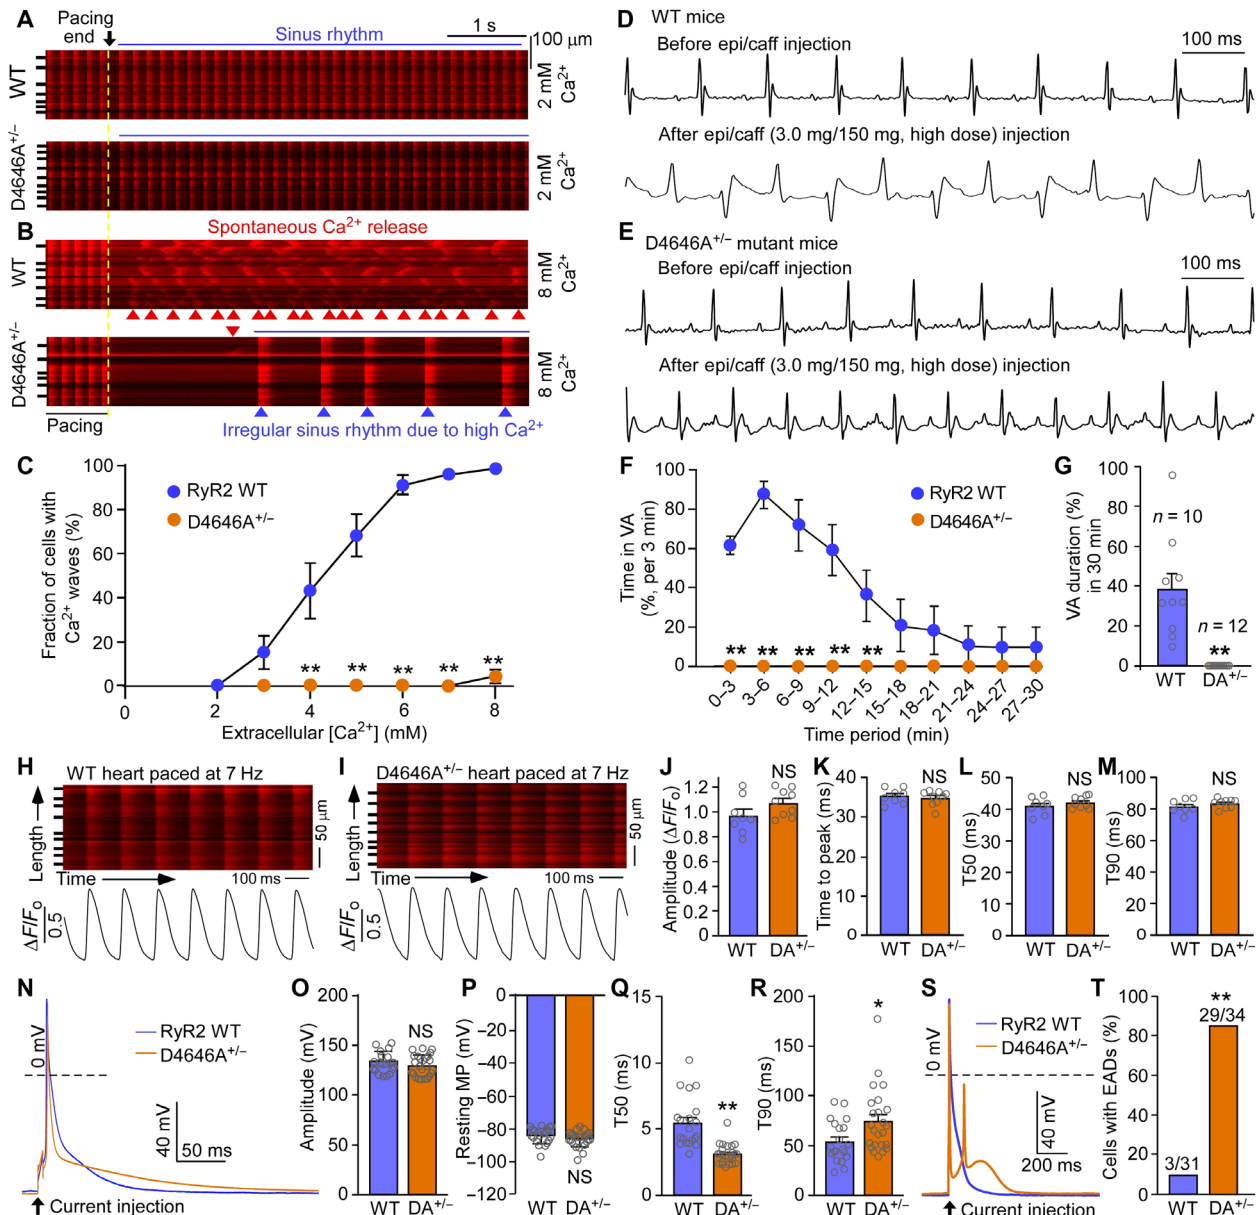 A
Pacing
end
Sinus rhythm
1 s
100 μm
WT
2 mM
Ca2+
D4646A+/–
2 mM
Ca2+
B
Spontaneous Ca2+ release
WT
8 mM
Ca2+
D4646A+/–
8 mM
Ca2+
Pacing
Irregular sinus rhythm due to high Ca2+
C
Fraction of cells with
Ca2+ waves (%)
100
80
60
40
20
0
RyR2 WT
D4646A+/–
** ** ** ** **
0 2 4 6 8
Extracellular [Ca2+] (mM)
D
WT mice
Before epi/caff injection
100 ms
After epi/caff (3.0 mg/150 mg, high dose) injection
E
D4646A+/– mutant mice
Before epi/caff injection
100 ms
After epi/caff (3.0 mg/150 mg, high dose) injection
F
Time in VA
(%, per 3 min)
100
80
60
40
20
0
RyR2 WT
D4646A+/–
** ** ** ** **
0–3 3–6 6–9 9–12 12–15 15–18 18–21 21–24 24–27 27–30
Time period (min)
G
VA duration (%)
in 30 min
100
80
60
40
20
0
n = 10
n = 12
**
WT DA+/–
H
WT heart paced at 7 Hz
Length
50 μm
Time
100 ms
ΔF/Fo
0.5
I
D4646A+/– heart paced at 7 Hz
Length
50 μm
Time
100 ms
ΔF/Fo
0.5
J
Amplitude (ΔF/Fo)
1.2
1.0
0.8
0.6
0.4
0.2
0
NS
WT DA+/–
K
Time to peak (ms)
40
30
20
10
0
NS
WT DA+/–
L
T50 (ms)
50
40
30
20
10
0
NS
WT DA+/–
M
T90 (ms)
100
80
60
40
20
0
NS
WT DA+/–
N
0 mV
RyR2 WT
D4646A+/–
40 mV
50 ms
Current injection
O
Amplitude (mV)
200
150
100
50
0
NS
WT DA+/–
P
Resting MP (mV)
0
–20
–40
–60
–80
–100
–120
NS
WT DA+/–
Q
T50 (ms)
15
10
5
0
**
WT DA+/–
R
T90 (ms)
200
150
100
50
0
*
WT DA+/–
S
0 mV
RyR2 WT
D4646A+/–
40 mV
200 ms
Current injection
T
Cells with EADs (%)
100
80
60
40
20
0
**
29/34
3/31
WT DA+/–